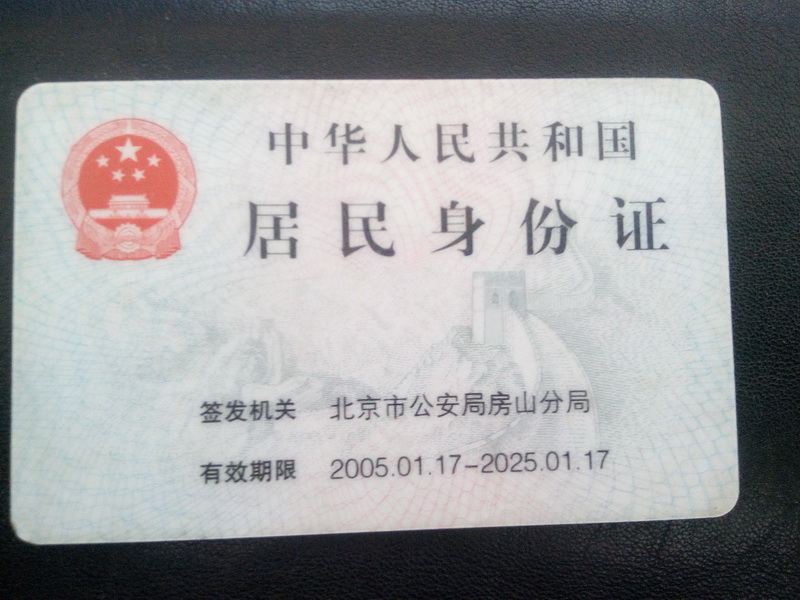 中华人民共和国
居民身份证
签发机关 北京市公安局房山分局
有效期限 2005.01.17-2025.01.17